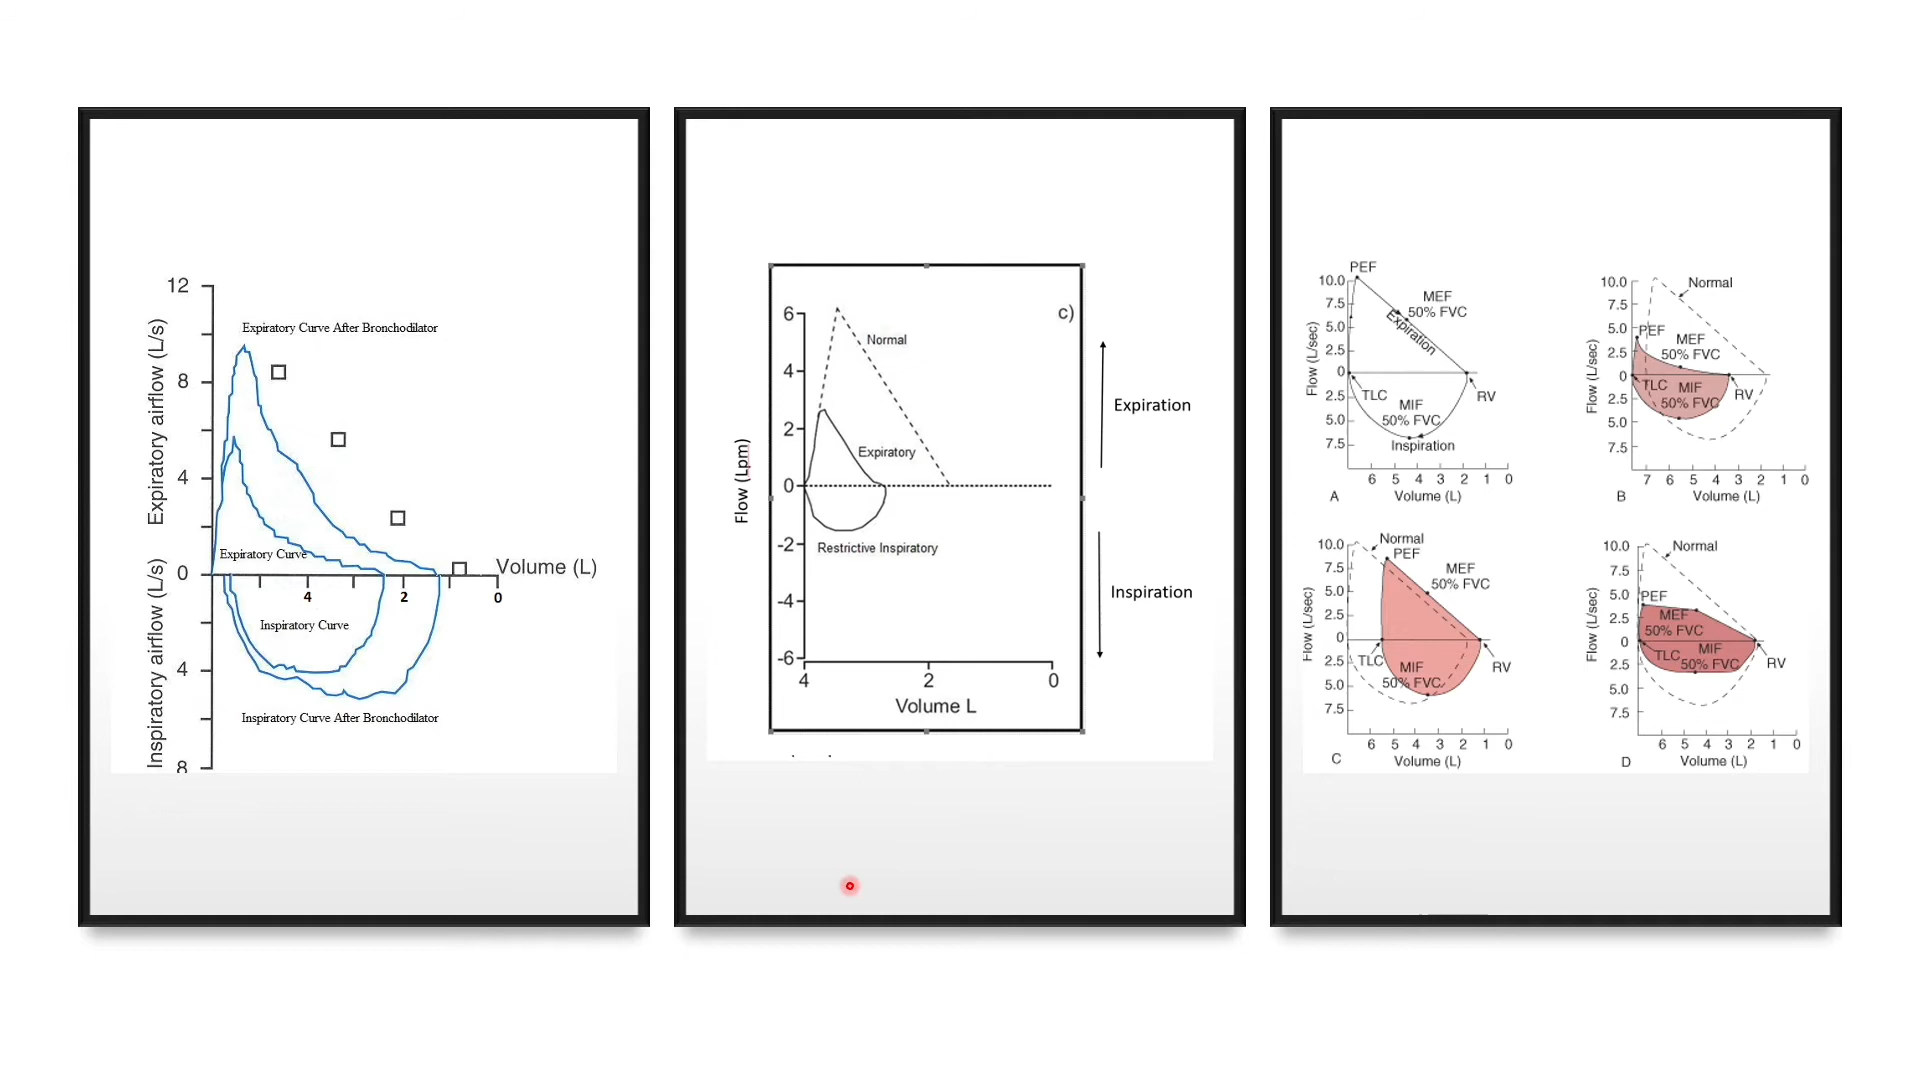 12
Expiratory airflow (L/s)
Expiratory Curve After Bronchodilator
8
4
Expiratory Curve
0
Volume (L)
4
2
0
Inspiratory airflow (L/s)
Inspiratory Curve
4
Inspiratory Curve After Bronchodilator
8
c)
6
Normal
4
2
Expiratory
Flow (Lpm)
0
-2
Restrictive Inspiratory
-4
-6
4
2
0
Volume L
Expiration
Inspiration
PEF
10.0
MEF
7.5
50% FVC
5.0
Expiration
Flow (L/sec)
2.5
0
TLC
RV
2.5
MIF
5.0
50% FVC
7.5
Inspiration
6 5 4 3 2 1 0
A
Volume (L)
10.0
Normal
7.5
5.0
PEF
MEF
2.5
50% FVC
Flow (L/sec)
0
TLC
MIF
RV
2.5
50% FVC
5.0
7.5
7 6 5 4 3 2 1 0
B
Volume (L)
10.0
Normal
PEF
7.5
MEF
5.0
50% FVC
2.5
Flow (L/sec)
0
TLC
RV
2.5
MIF
5.0
50% FVC
7.5
6 5 4 3 2 1 0
C
Volume (L)
10.0
Normal
7.5
5.0
PEF
2.5
MEF
50% FVC
Flow (L/sec)
0
TLC
MIF
RV
2.5
50% FVC
5.0
7.5
6 5 4 3 2 1 0
D
Volume (L)